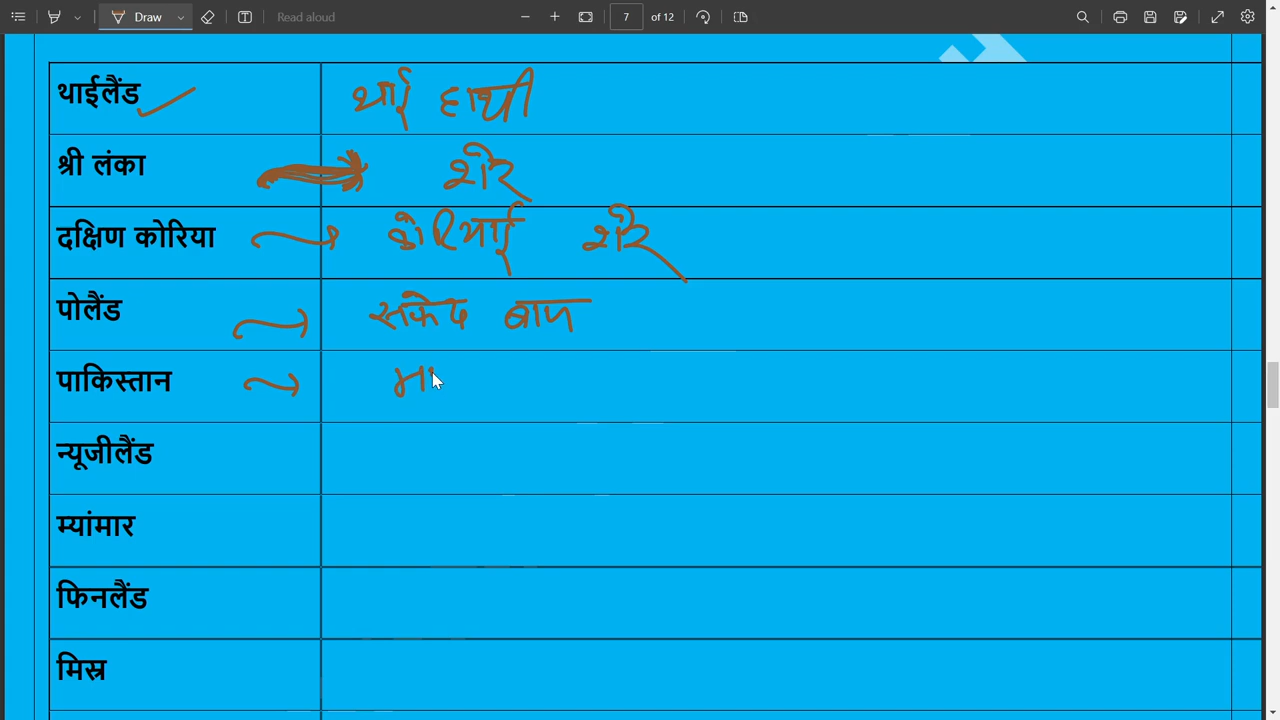 Draw
Read aloud
7 of 12
थाईलैंड थाई हाथी
श्री लंका शेर
दक्षिण कोरिया कोरियाई शेर
पोलैंड सफेद बाज
पाकिस्तान मा
न्यूजीलैंड
म्यांमार
फिनलैंड
मिस्र